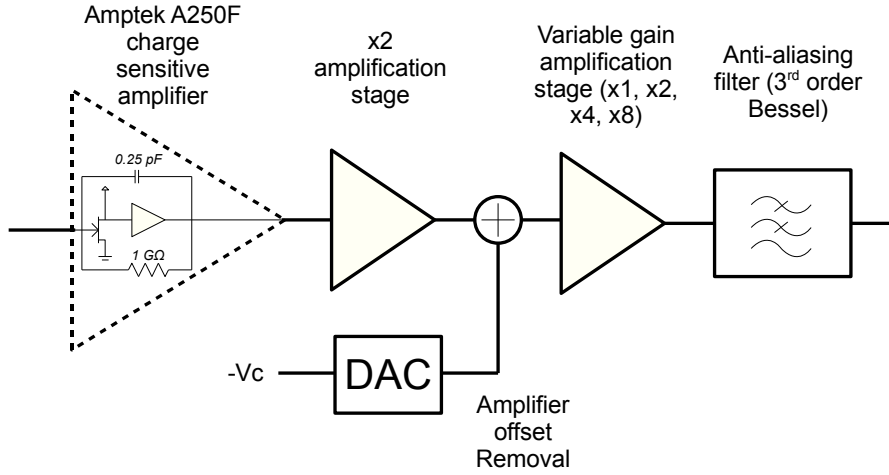 Amptek A250F
charge
sensitive
amplifier
x2
amplification
stage
Variable gain
amplification
stage (x1, x2,
x4, x8)
Anti-aliasing
filter (3rd order
Bessel)
0.25 pF
1 GΩ
-Vc
DAC
Amplifier
offset
Removal